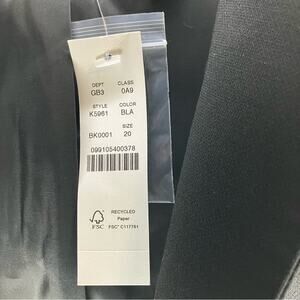 DEPT CLASS
GB3 0A9
STYLE COLOR
K5961 BLA
SIZE
BK0001 20
099105400378
RECYCLED
Paper
FSC FSC® C117761